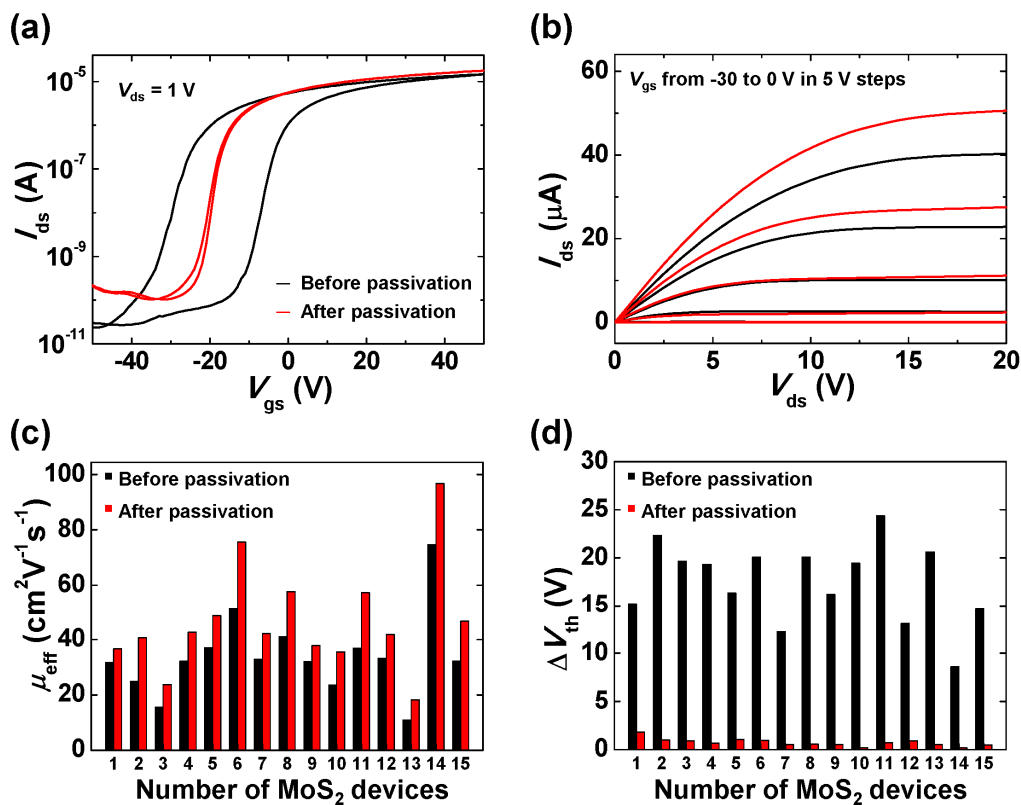 (a)
10⁻⁵
10⁻⁷
10⁻⁹
10⁻¹¹
I_ds (A)
V_ds = 1 V
Before passivation
After passivation
-40 -20 0 20 40
V_gs (V)
(b)
60
40
20
0
I_ds (μA)
V_gs from -30 to 0 V in 5 V steps
0 5 10 15 20
V_ds (V)
(c)
100
80
60
40
20
0
μ_eff (cm²V⁻¹s⁻¹)
Before passivation
After passivation
1 2 3 4 5 6 7 8 9 10 11 12 13 14 15
Number of MoS₂ devices
(d)
30
25
20
15
10
5
0
Δ V_th (V)
Before passivation
After passivation
1 2 3 4 5 6 7 8 9 10 11 12 13 14 15
Number of MoS₂ devices